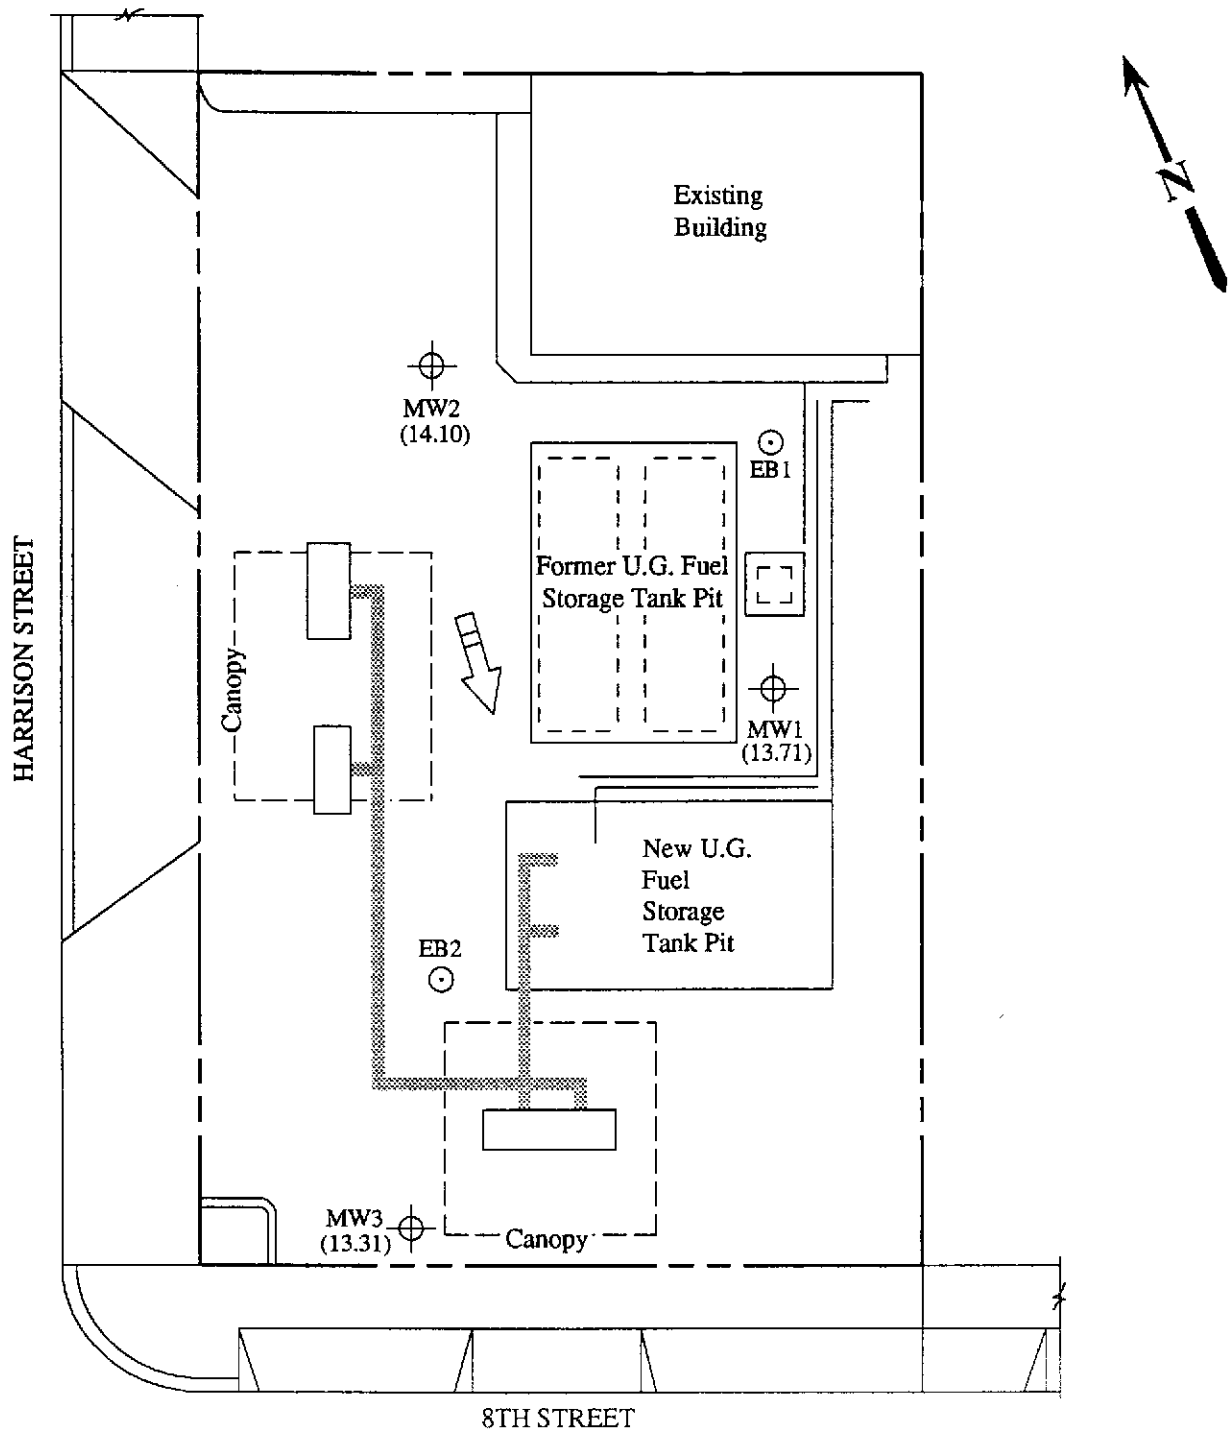 Existing
Building
N
MW2
(14.10)
EB1
Former U.G. Fuel
Storage Tank Pit
HARRISON STREET
Canopy
MW1
(13.71)
New U.G.
Fuel
Storage
Tank Pit
EB2
MW3
(13.31)
Canopy
8TH STREET